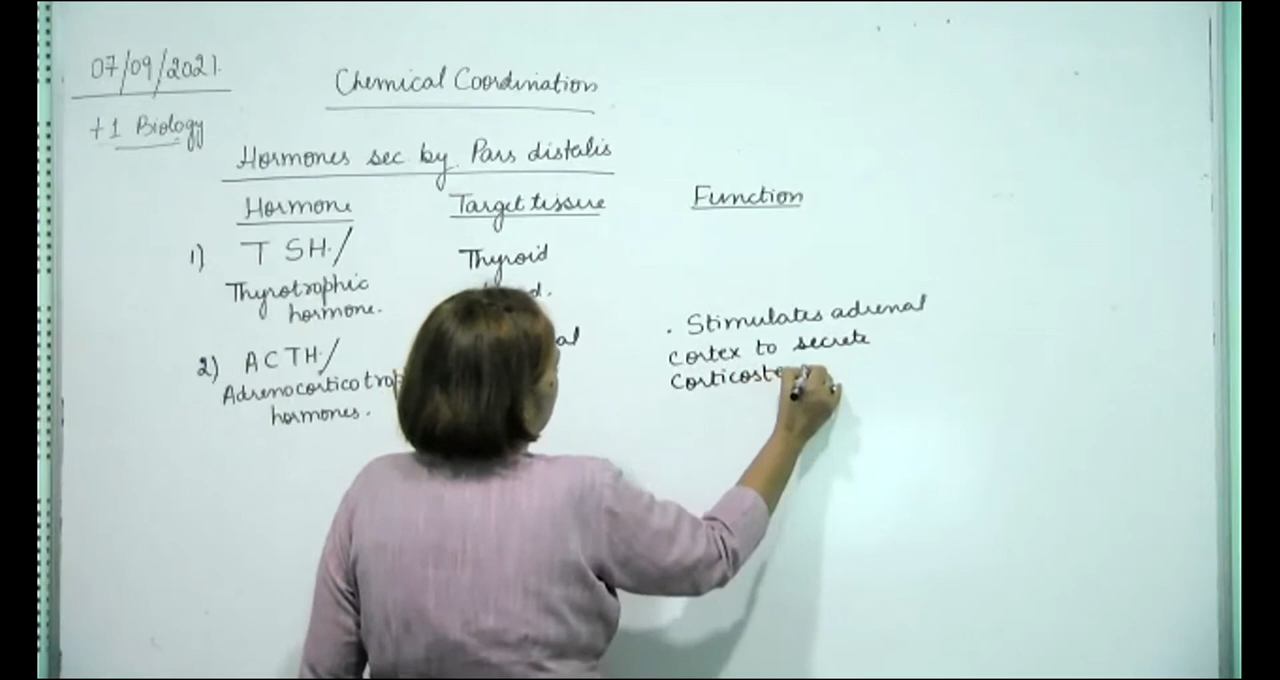 07/09/2021.
+1 Biology
Chemical Coordination
Hormones sec by Pars distalis
Hormone Target tissue Function
1) TSH./ Thyroid
Thyrotrophic
hormone.
2) ACTH./
Adrenocorticotrop
hormones.
. Stimulates adrenal
cortex to secrete
Corticoste